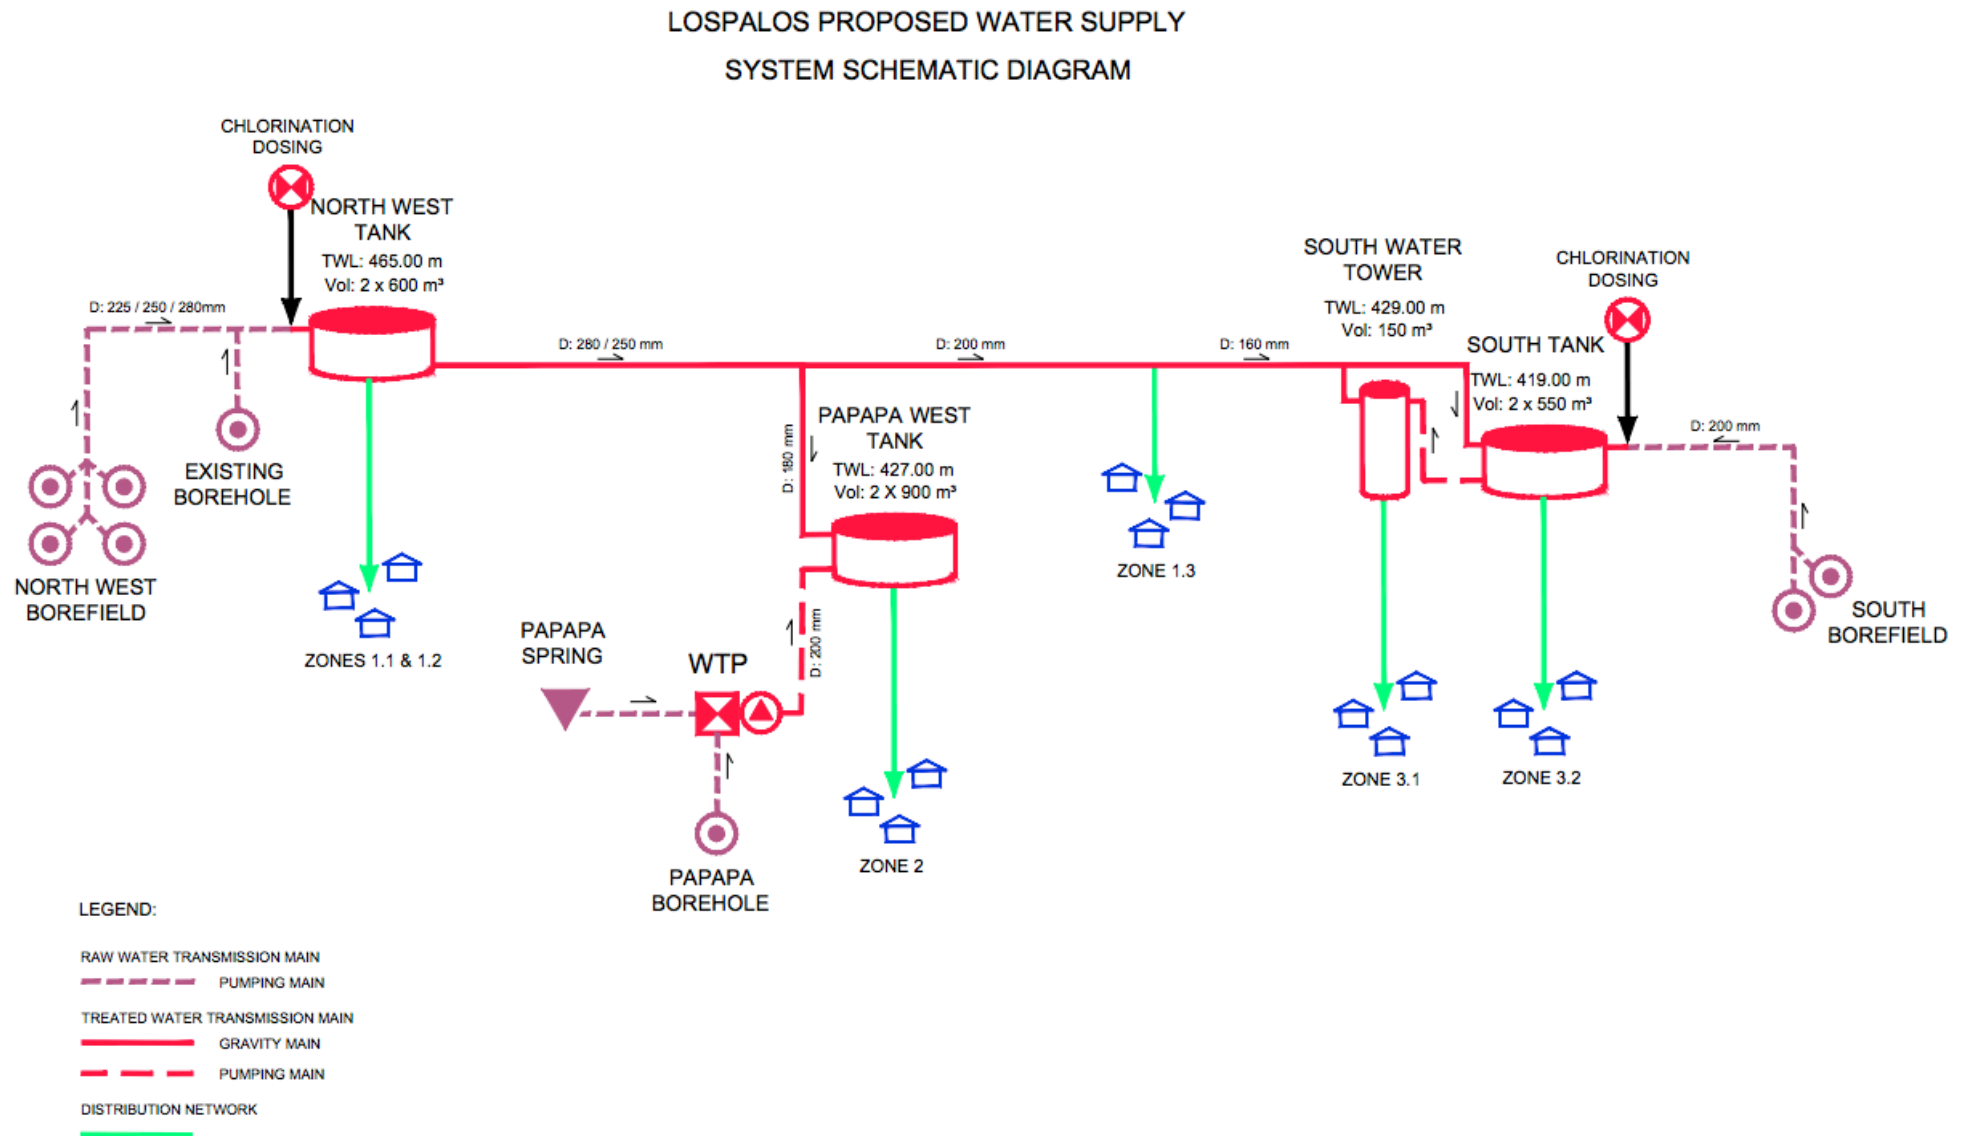 LOSPALOS PROPOSED WATER SUPPLY
SYSTEM SCHEMATIC DIAGRAM
CHLORINATION
DOSING
NORTH WEST
TANK
TWL: 465.00 m
Vol: 2 x 600 m³
D: 225 / 250 / 280mm
EXISTING
BOREHOLE
NORTH WEST
BOREFIELD
ZONES 1.1 & 1.2
D: 280 / 250 mm
D: 180 mm
PAPAPA WEST
TANK
TWL: 427.00 m
Vol: 2 X 900 m³
D: 200 mm
PAPAPA
SPRING
WTP
PAPAPA
BOREHOLE
ZONE 2
D: 200 mm
ZONE 1.3
D: 160 mm
SOUTH WATER
TOWER
TWL: 429.00 m
Vol: 150 m³
SOUTH TANK
TWL: 419.00 m
Vol: 2 x 550 m³
CHLORINATION
DOSING
D: 200 mm
SOUTH
BOREFIELD
ZONE 3.1
ZONE 3.2
LEGEND:
RAW WATER TRANSMISSION MAIN
PUMPING MAIN
TREATED WATER TRANSMISSION MAIN
GRAVITY MAIN
PUMPING MAIN
DISTRIBUTION NETWORK